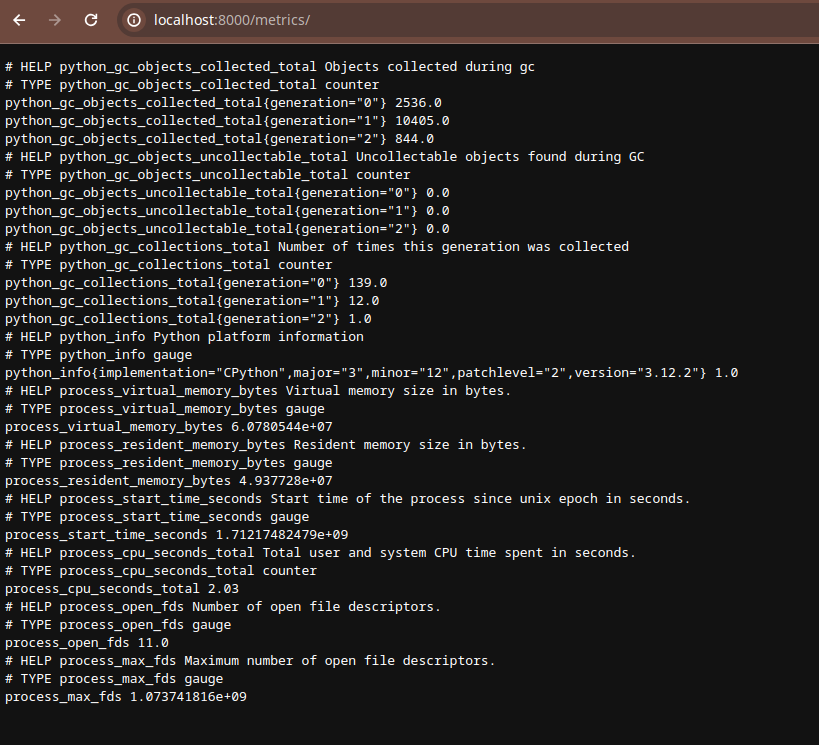 localhost:8000/metrics/
# HELP python_gc_objects_collected_total Objects collected during gc
# TYPE python_gc_objects_collected_total counter
python_gc_objects_collected_total{generation="0"} 2536.0
python_gc_objects_collected_total{generation="1"} 10405.0
python_gc_objects_collected_total{generation="2"} 844.0
# HELP python_gc_objects_uncollectable_total Uncollectable objects found during GC
# TYPE python_gc_objects_uncollectable_total counter
python_gc_objects_uncollectable_total{generation="0"} 0.0
python_gc_objects_uncollectable_total{generation="1"} 0.0
python_gc_objects_uncollectable_total{generation="2"} 0.0
# HELP python_gc_collections_total Number of times this generation was collected
# TYPE python_gc_collections_total counter
python_gc_collections_total{generation="0"} 139.0
python_gc_collections_total{generation="1"} 12.0
python_gc_collections_total{generation="2"} 1.0
# HELP python_info Python platform information
# TYPE python_info gauge
python_info{implementation="CPython",major="3",minor="12",patchlevel="2",version="3.12.2"} 1.0
# HELP process_virtual_memory_bytes Virtual memory size in bytes.
# TYPE process_virtual_memory_bytes gauge
process_virtual_memory_bytes 6.0780544e+07
# HELP process_resident_memory_bytes Resident memory size in bytes.
# TYPE process_resident_memory_bytes gauge
process_resident_memory_bytes 4.937728e+07
# HELP process_start_time_seconds Start time of the process since unix epoch in seconds.
# TYPE process_start_time_seconds gauge
process_start_time_seconds 1.71217482479e+09
# HELP process_cpu_seconds_total Total user and system CPU time spent in seconds.
# TYPE process_cpu_seconds_total counter
process_cpu_seconds_total 2.03
# HELP process_open_fds Number of open file descriptors.
# TYPE process_open_fds gauge
process_open_fds 11.0
# HELP process_max_fds Maximum number of open file descriptors.
# TYPE process_max_fds gauge
process_max_fds 1.073741816e+09